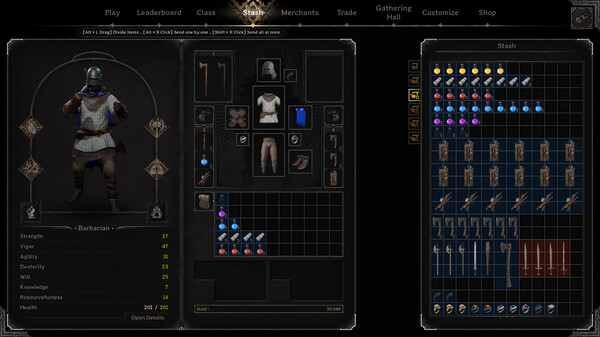 Play
Leaderboard
Class
Stash
Merchants
Trade
Gathering
Hall
Customize
Shop
[Alt + L Drag] Divide items , [Alt + R Click] Send one by one , [Shift + R Click] Send all at once
Stash
Barbarian
Strength 27
Vigor 47
Agility 31
Dexterity 23
Will 25
Knowledge 7
Resourcefulness 14
Health 201 / 201
Open Details